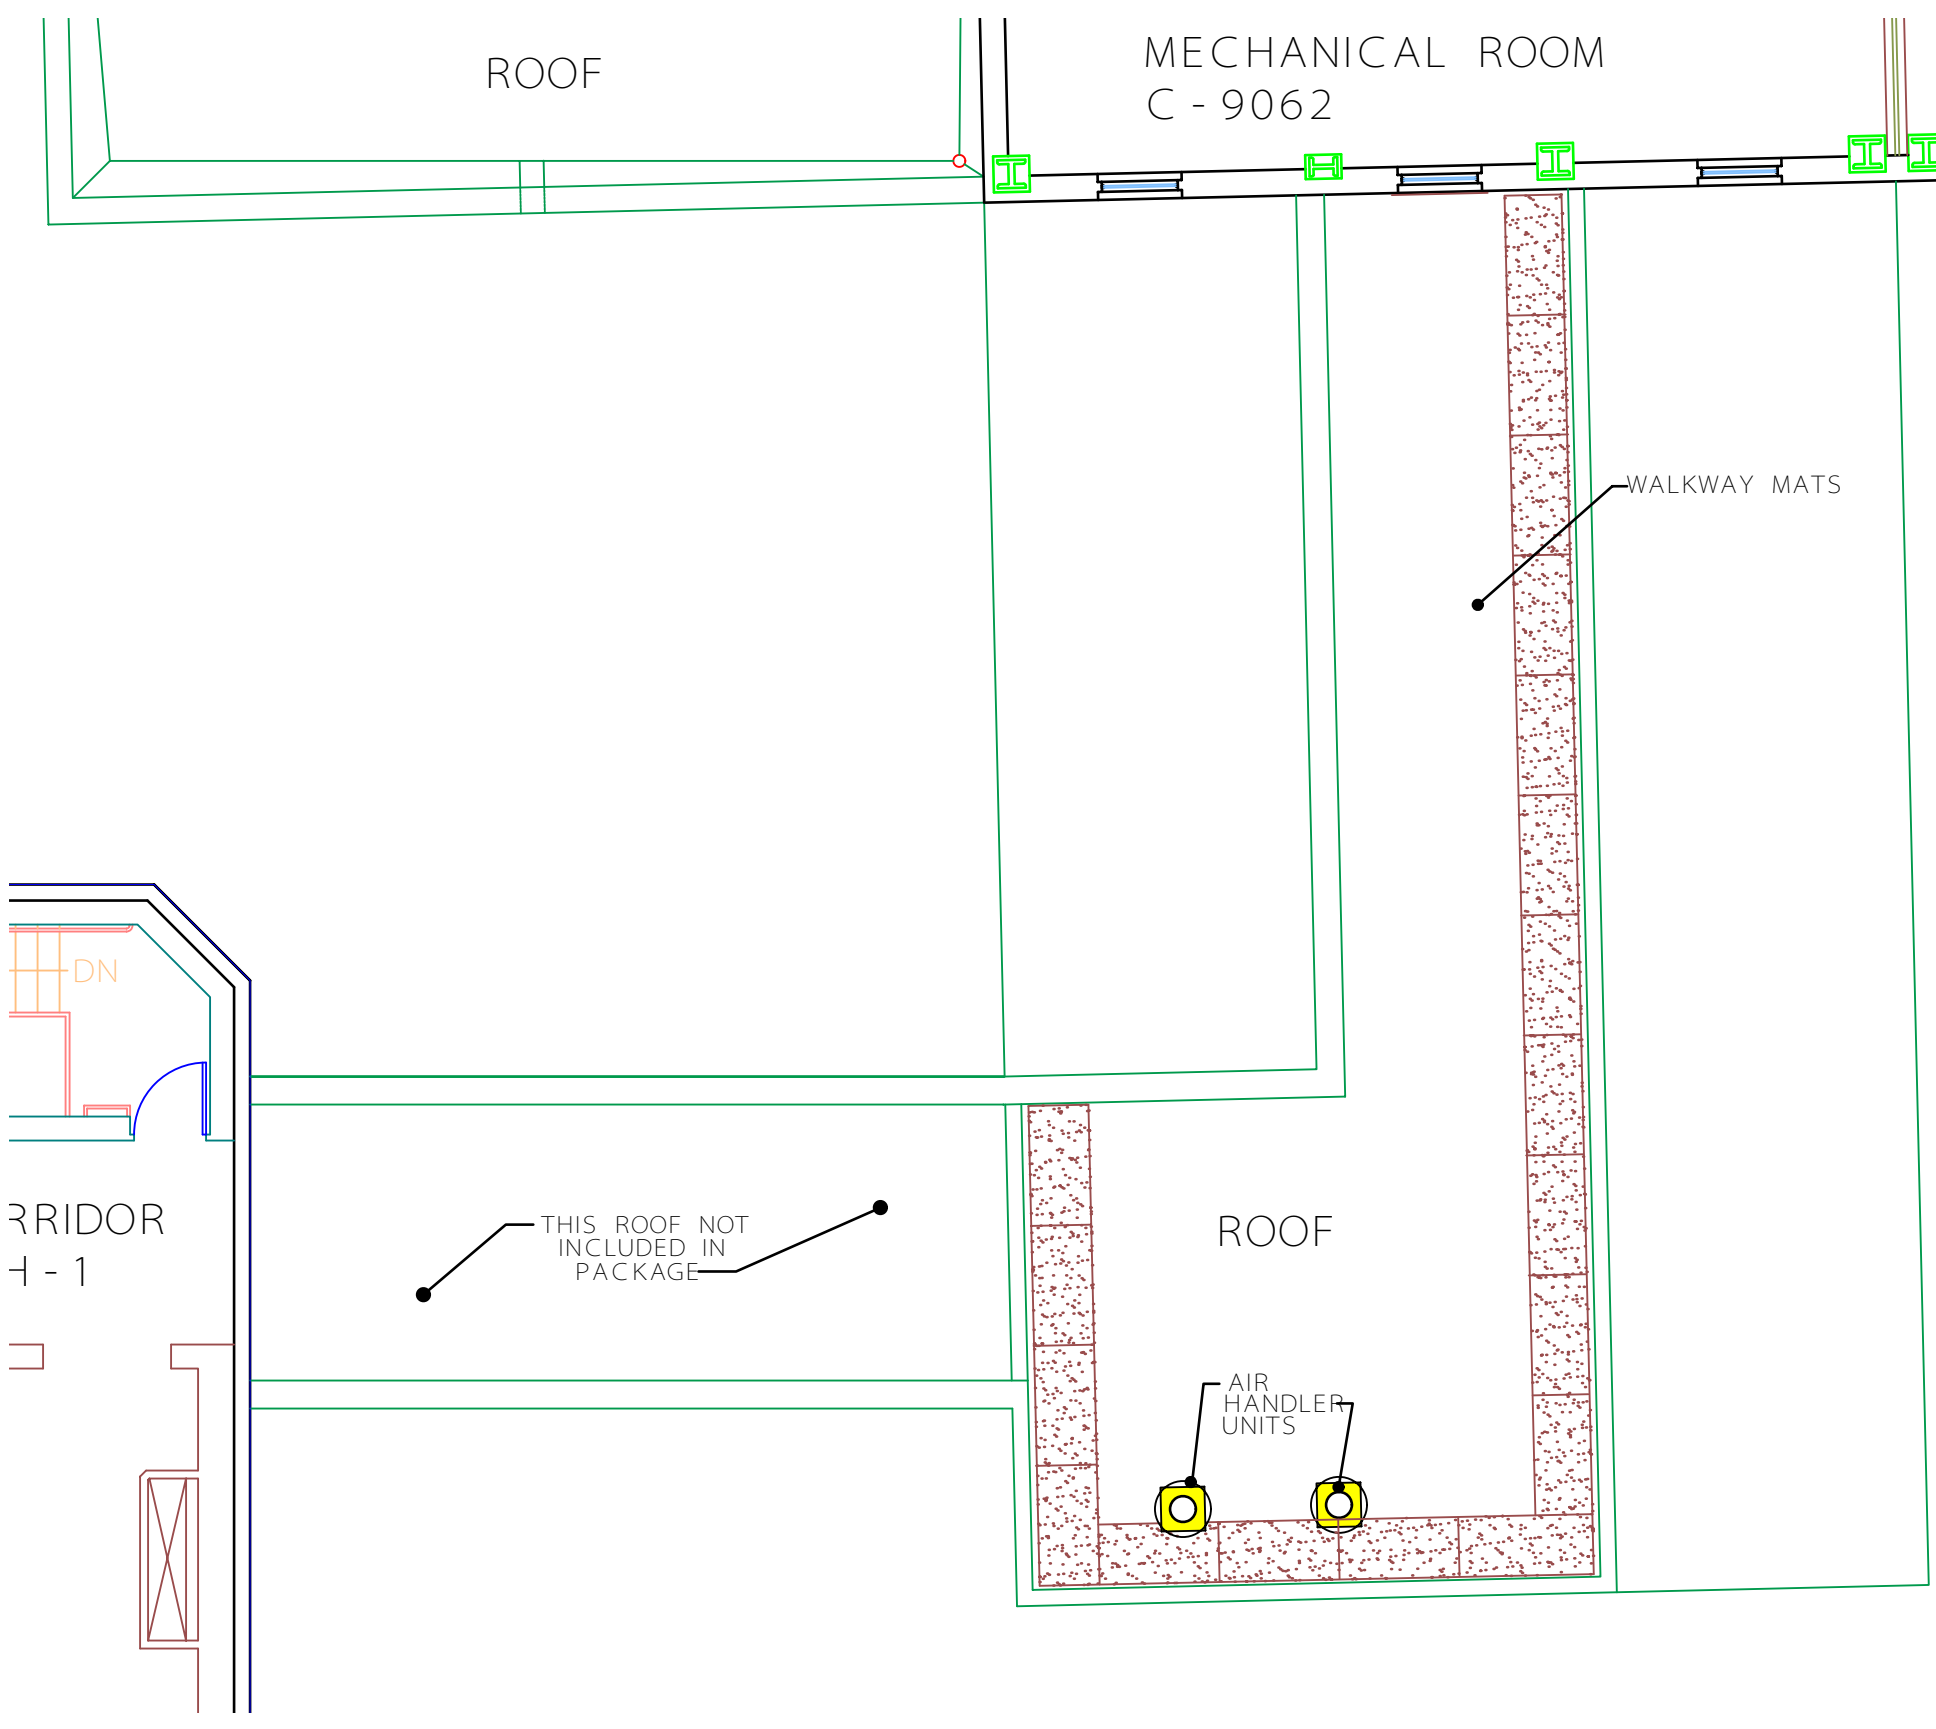 ROOF
MECHANICAL ROOM
C - 9062
WALKWAY MATS
DN
RRIDOR
H - 1
THIS ROOF NOT
INCLUDED IN
PACKAGE
ROOF
AIR
HANDLER
UNITS